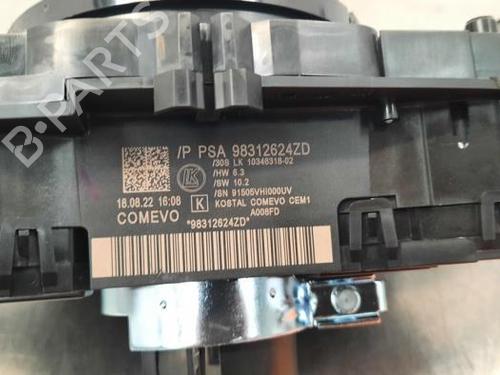 B-PARTS
/P PSA 98312624ZD
/30S LK 10348318-02
/HW 6.3
/SW 10.2
/SN 91505VHI000UV
18.08.22 16:08
K KOSTAL COMEVO CEM1
COMEVO
A008FD
*98312624ZD*